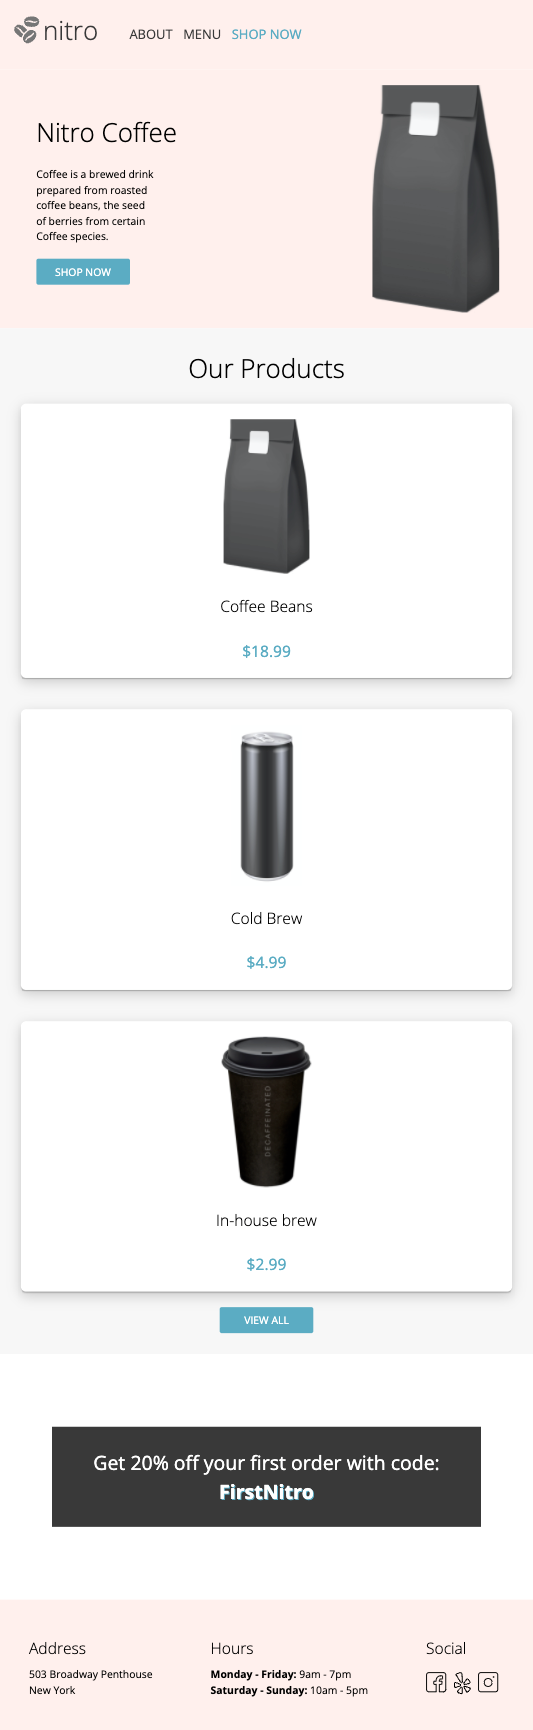 nitro
ABOUT MENU SHOP NOW
Nitro Coffee
Coffee is a brewed drink
prepared from roasted
coffee beans, the seed
of berries from certain
Coffee species.
SHOP NOW
Our Products
Coffee Beans
$18.99
Cold Brew
$4.99
DECAFFEINATED
In-house brew
$2.99
VIEW ALL
Get 20% off your first order with code:
FirstNitro
Address
503 Broadway Penthouse
New York
Hours
Monday - Friday: 9am - 7pm
Saturday - Sunday: 10am - 5pm
Social